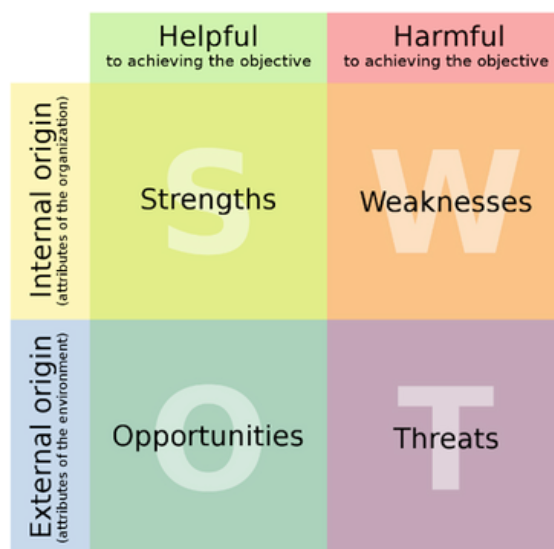 Helpful
to achieving the objective
Harmful
to achieving the objective
Internal origin
(attributes of the organization)
S
Strengths
W
Weaknesses
External origin
(attributes of the environment)
O
Opportunities
T
Threats